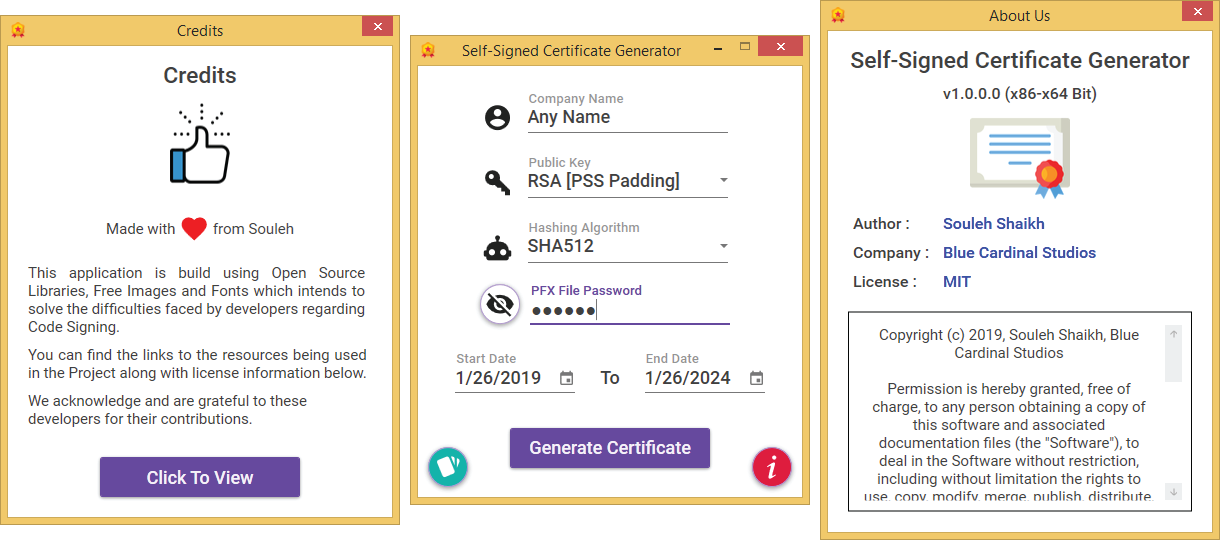 Credits
Credits
Made with from Souleh
This application is build using Open Source
Libraries, Free Images and Fonts which intends to
solve the difficulties faced by developers regarding
Code Signing.
You can find the links to the resources being used
in the Project along with license information below.
We acknowledge and are grateful to these
developers for their contributions.
Click To View
Self-Signed Certificate Generator
Company Name
Any Name
Public Key
RSA [PSS Padding]
Hashing Algorithm
SHA512
PFX File Password
●●●●●●
Start Date
1/26/2019
To
End Date
1/26/2024
Generate Certificate
i
About Us
Self-Signed Certificate Generator
v1.0.0.0 (x86-x64 Bit)
Author : Souleh Shaikh
Company : Blue Cardinal Studios
License : MIT
Copyright (c) 2019, Souleh Shaikh, Blue
Cardinal Studios
Permission is hereby granted, free of
charge, to any person obtaining a copy of
this software and associated
documentation files (the "Software"), to
deal in the Software without restriction,
including without limitation the rights to
use, copy, modify, merge, publish, distribute,